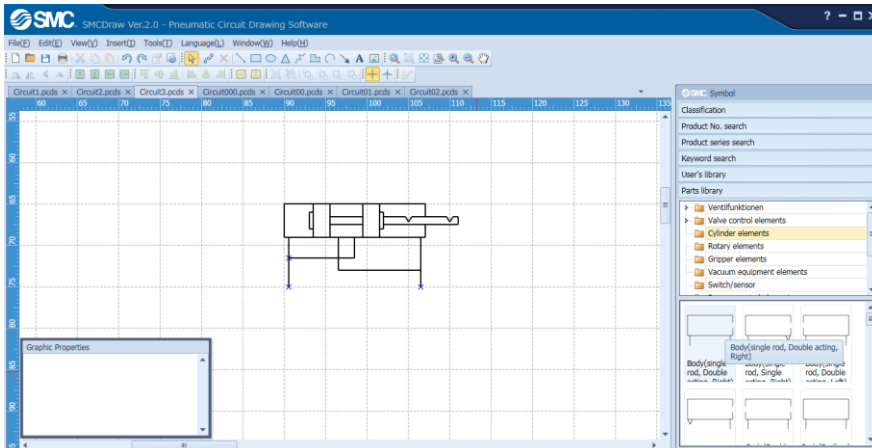 SMC. SMCDraw Ver.2.0 - Pneumatic Circuit Drawing Software
File(F) Edit(E) View(V) Insert(I) Tools(T) Language(L) Window(W) Help(H)
Circuit1.pcds Circuit2.pcds Circuit3.pcds Circuit000.pcds Circuit00.pcds Circuit01.pcds Circuit02.pcds
60 65 70 75 80 85 90 95 100 105 110 115 120 125 130 135
55
60
65
70
75
80
85
90
95
Graphic Properties
SMC Symbol
Classification
Product No. search
Product series search
Keyword search
User's library
Parts library
Ventilfunktionen
Valve control elements
Cylinder elements
Rotary elements
Gripper elements
Vacuum equipment elements
Switch/sensor
Body(single rod, Double acting, Right)
Body(single rod, Double acting, Right)
rod, Single
rod, Double